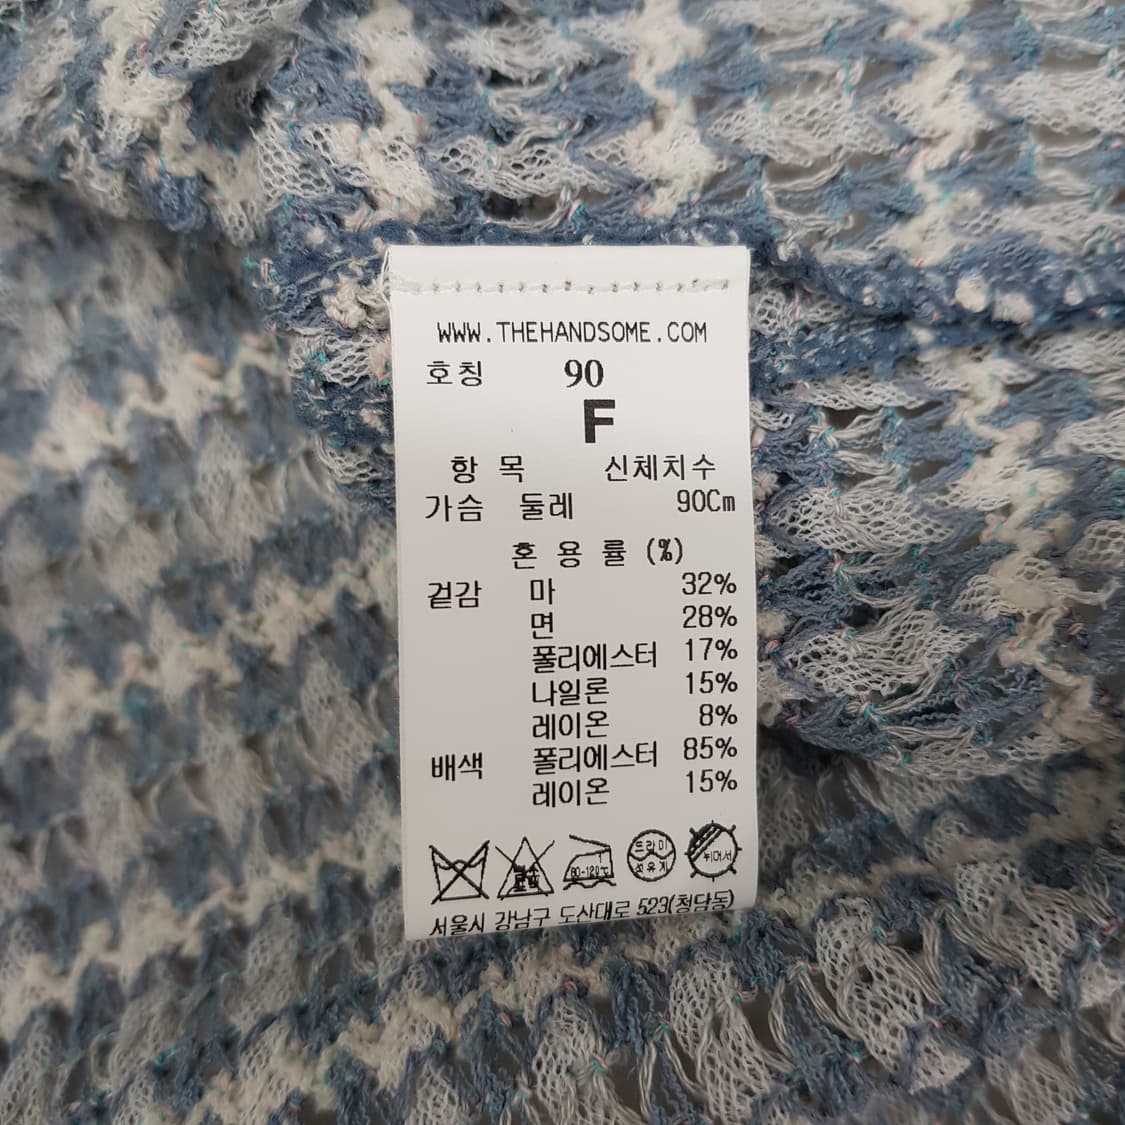 WWW.THEHANDSOME.COM
호칭 90
F
항 목 신체치수
가슴 둘레 90Cm
혼 용 률 (%)
겉감 마 32%
면 28%
폴리에스터 17%
나일론 15%
레이온 8%
배색 폴리에스터 85%
레이온 15%
80-120℃ 드라이 뉘어서
석유계
서울시 강남구 도산대로 523(청담동)